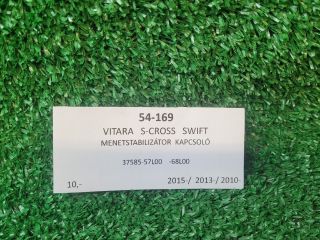 54-169
VITARA S-CROSS SWIFT
MENETSTABILIZÁTOR KAPCSOLÓ
37585-57L00 -68L00
10,- 2015-/ 2013-/ 2010-